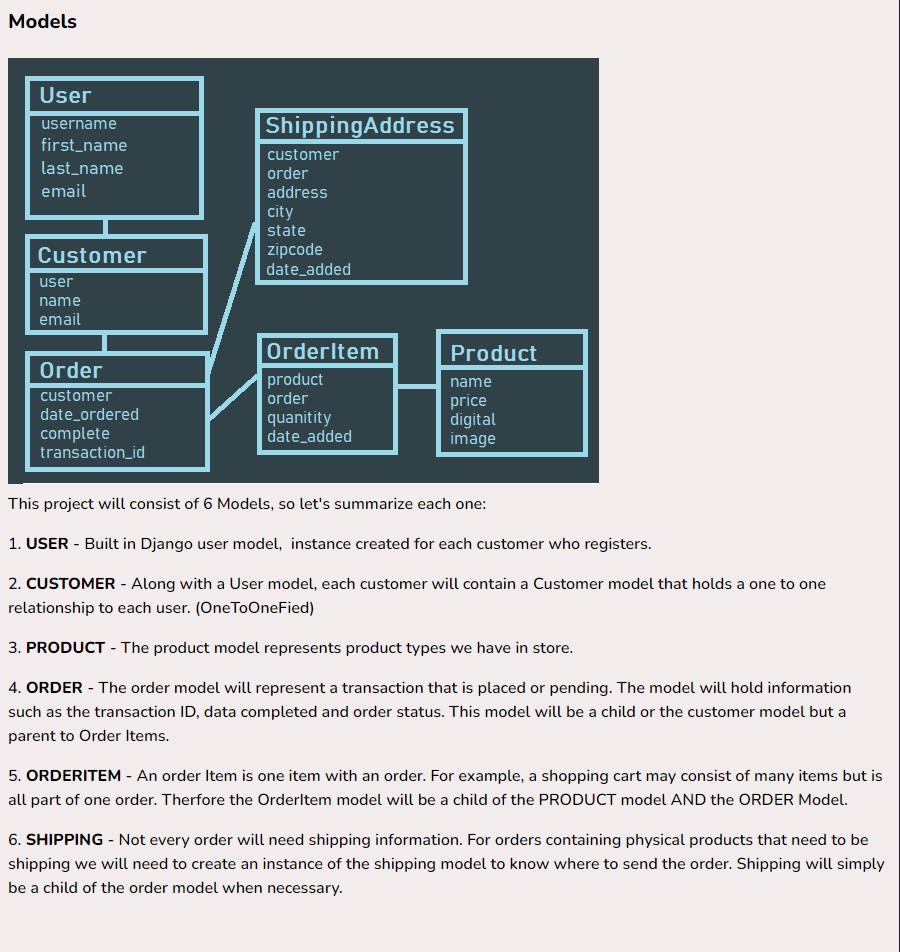 Models
User
username
first_name
last_name
email
ShippingAddress
customer
order
address
city
state
zipcode
date_added
Customer
user
name
email
Order
customer
date_ordered
complete
transaction_id
OrderItem
product
order
quanitity
date_added
Product
name
price
digital
image
This project will consist of 6 Models, so let's summarize each one:
1. USER - Built in Django user model,  instance created for each customer who registers.
2. CUSTOMER - Along with a User model, each customer will contain a Customer model that holds a one to one
relationship to each user. (OneToOneFied)
3. PRODUCT - The product model represents product types we have in store.
4. ORDER - The order model will represent a transaction that is placed or pending. The model will hold information
such as the transaction ID, data completed and order status. This model will be a child or the customer model but a
parent to Order Items.
5. ORDERITEM - An order Item is one item with an order. For example, a shopping cart may consist of many items but is
all part of one order. Therfore the OrderItem model will be a child of the PRODUCT model AND the ORDER Model.
6. SHIPPING - Not every order will need shipping information. For orders containing physical products that need to be
shipping we will need to create an instance of the shipping model to know where to send the order. Shipping will simply
be a child of the order model when necessary.